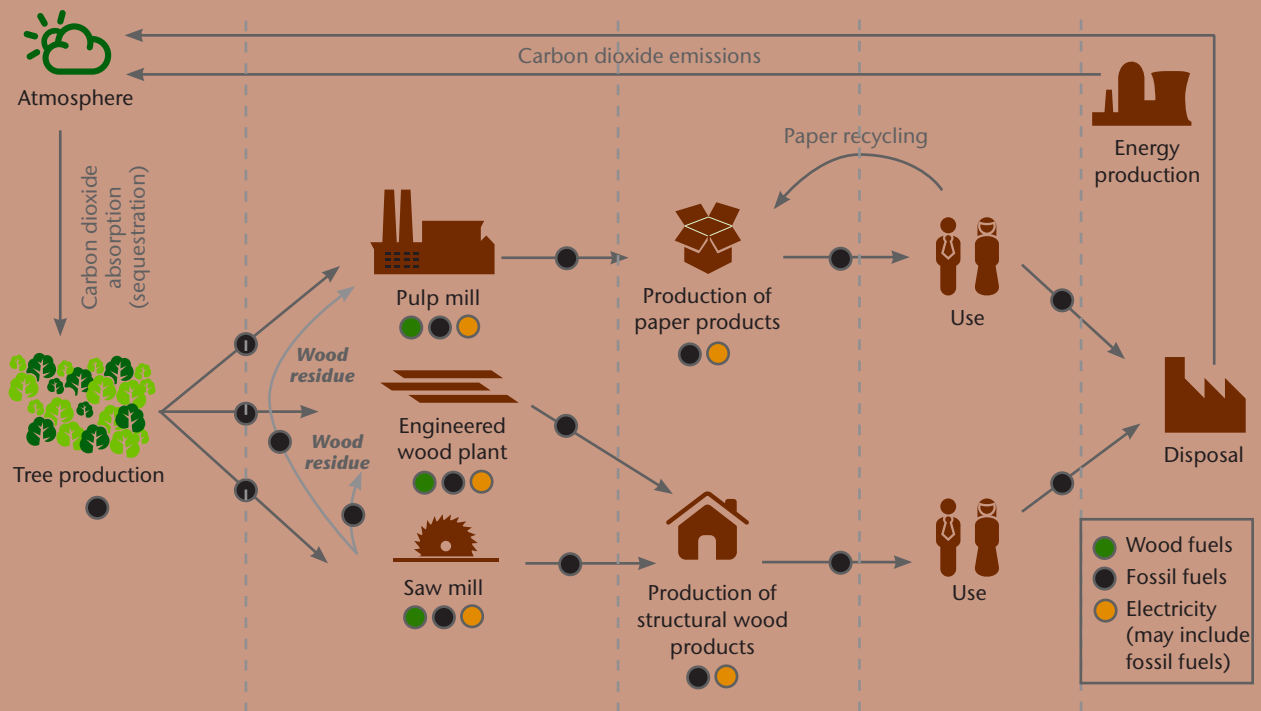 Carbon dioxide emissions
Atmosphere
Carbon dioxide
absorption
(sequestration)
Paper recycling
Energy
production
Pulp mill
Production of
paper products
Use
Wood
residue
Engineered
wood plant
Wood
residue
Tree production
Disposal
Saw mill
Production of
structural wood
products
Use
Wood fuels
Fossil fuels
Electricity
(may include
fossil fuels)